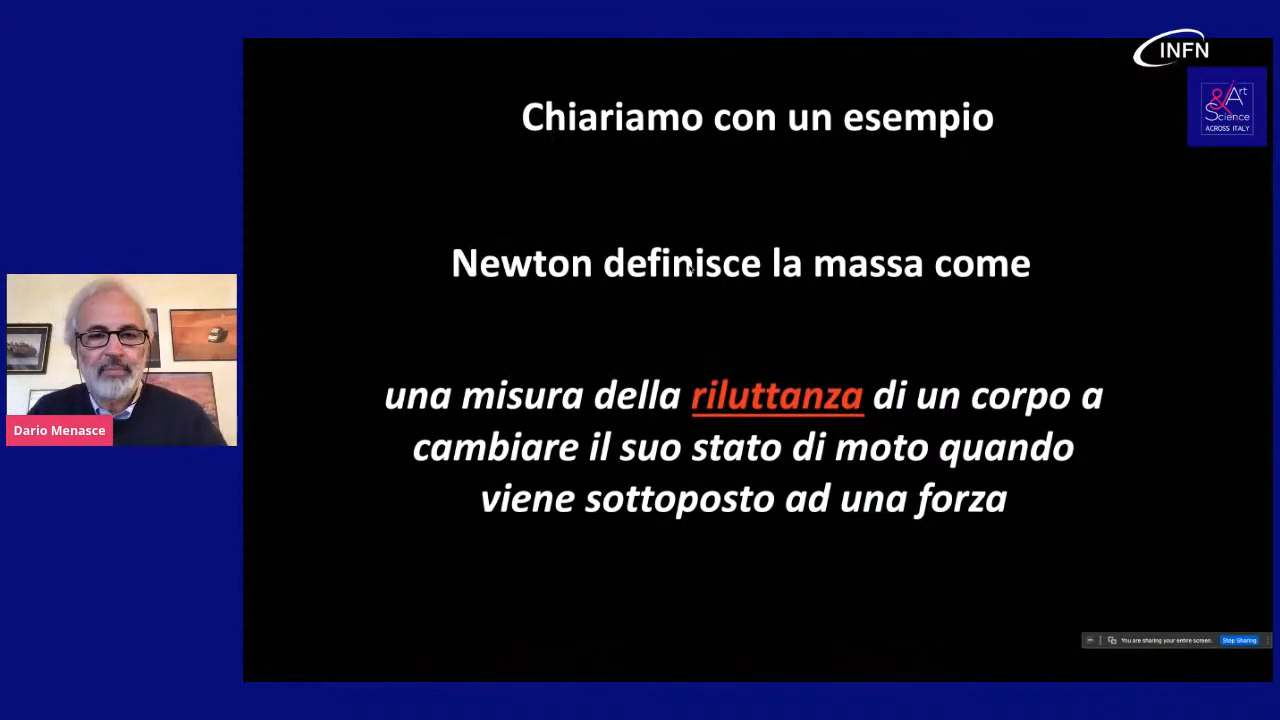 INFN
& Art
Science
ACROSS ITALY
Chiariamo con un esempio
Newton definisce la massa come
una misura della riluttanza di un corpo a
cambiare il suo stato di moto quando
viene sottoposto ad una forza
Dario Menasce
You are sharing your entire screen.
Stop Sharing